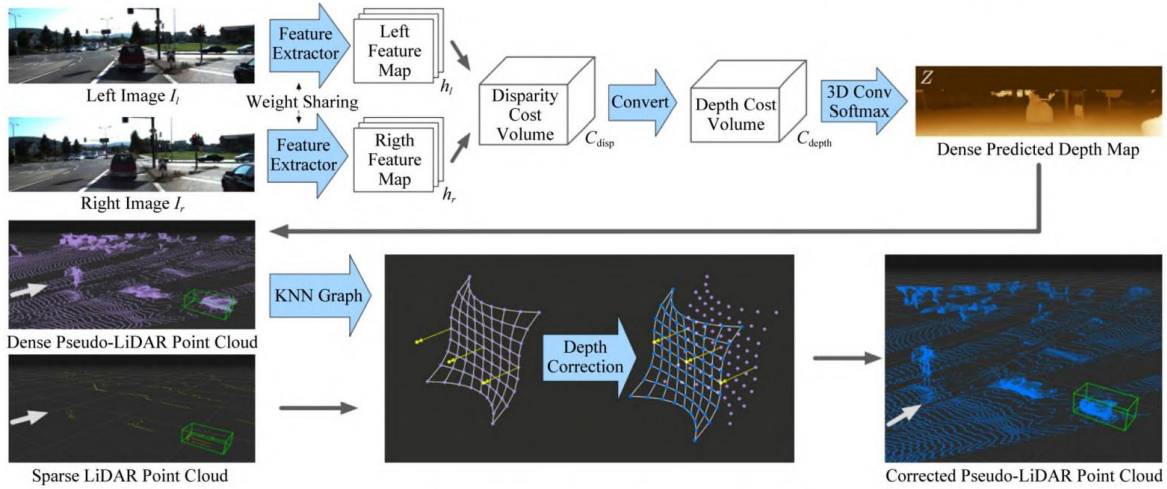 Feature
Extractor
Left
Feature
Map
h_l
Left Image I_l
Weight Sharing
Feature
Extractor
Rigth
Feature
Map
h_r
Right Image I_r
Disparity
Cost
Volume
C_disp
Convert
Depth Cost
Volume
C_depth
3D Conv
Softmax
Z
Dense Predicted Depth Map
Dense Pseudo-LiDAR Point Cloud
KNN Graph
Depth
Correction
Sparse LiDAR Point Cloud
Corrected Pseudo-LiDAR Point Cloud